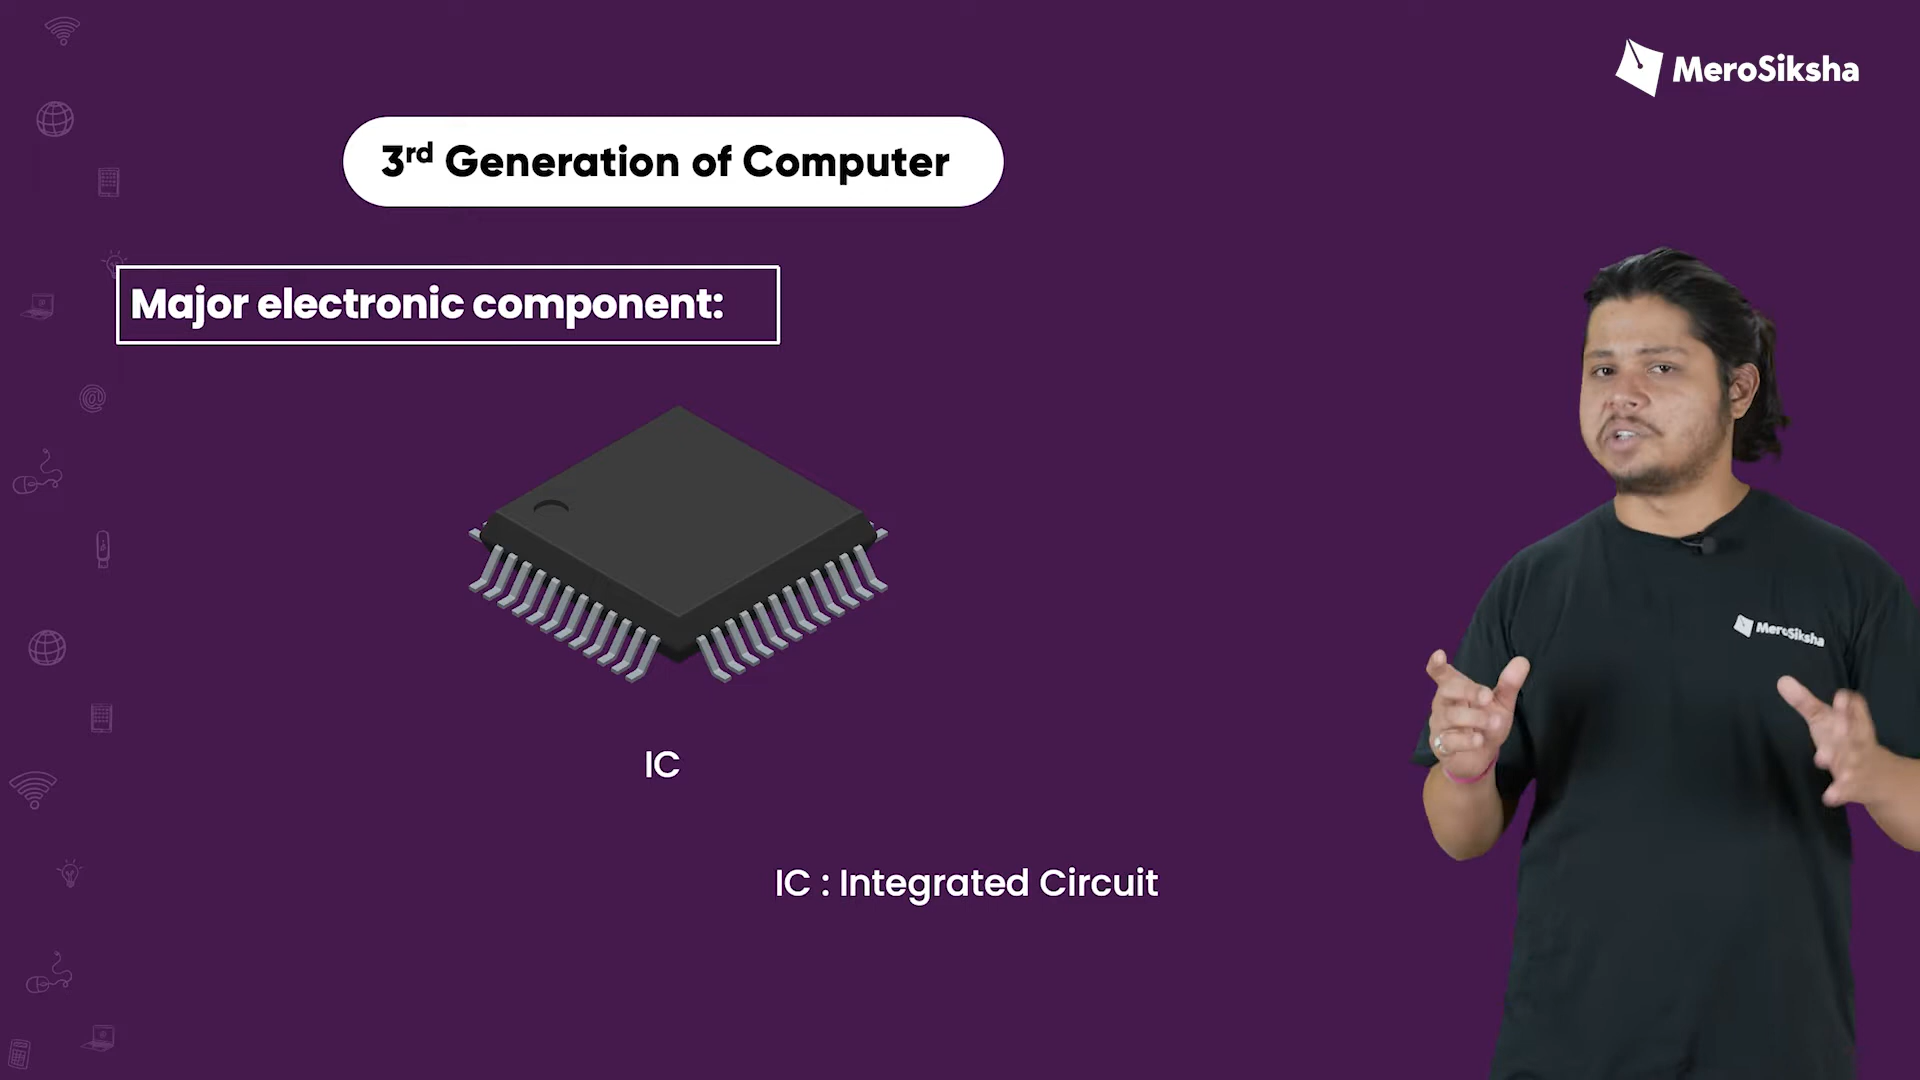 MeroSiksha
3rd Generation of Computer
Major electronic component:
MeroSiksha
IC
IC : Integrated Circuit